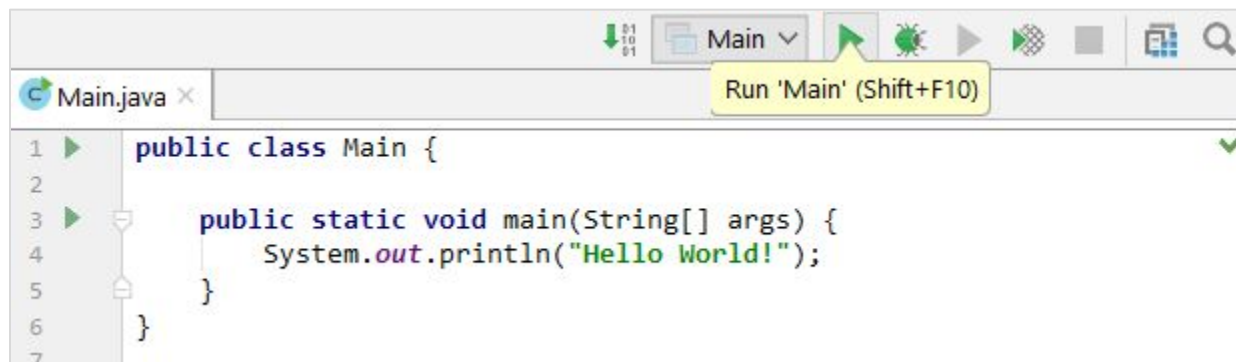 Main
Run 'Main' (Shift+F10)
Main.java
1 public class Main {
2
3 public static void main(String[] args) {
4 System.out.println("Hello World!");
5 }
6 }
7